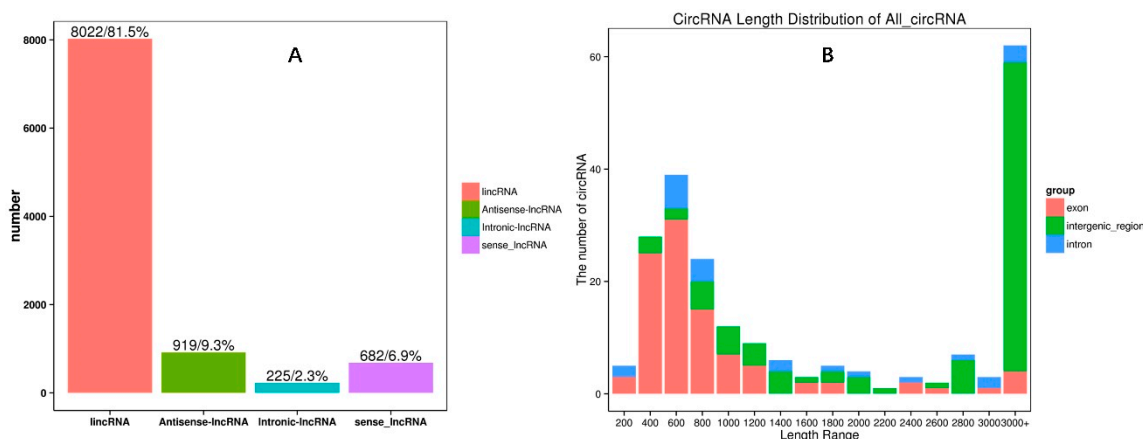 8022/81.5%
A
8000
6000
4000
2000
0
number
919/9.3%
225/2.3%
682/6.9%
lincRNA
Antisense-lncRNA
Intronic-lncRNA
sense_lncRNA
lincRNA
Antisense-lncRNA
Intronic-lncRNA
sense_lncRNA
CircRNA Length Distribution of All_circRNA
B
60
40
20
0
The number of circRNA
200 400 600 800 1000 1200 1400 1600 1800 2000 2200 2400 2600 2800 3000 3000+
Length Range
group
exon
intergenic_region
intron